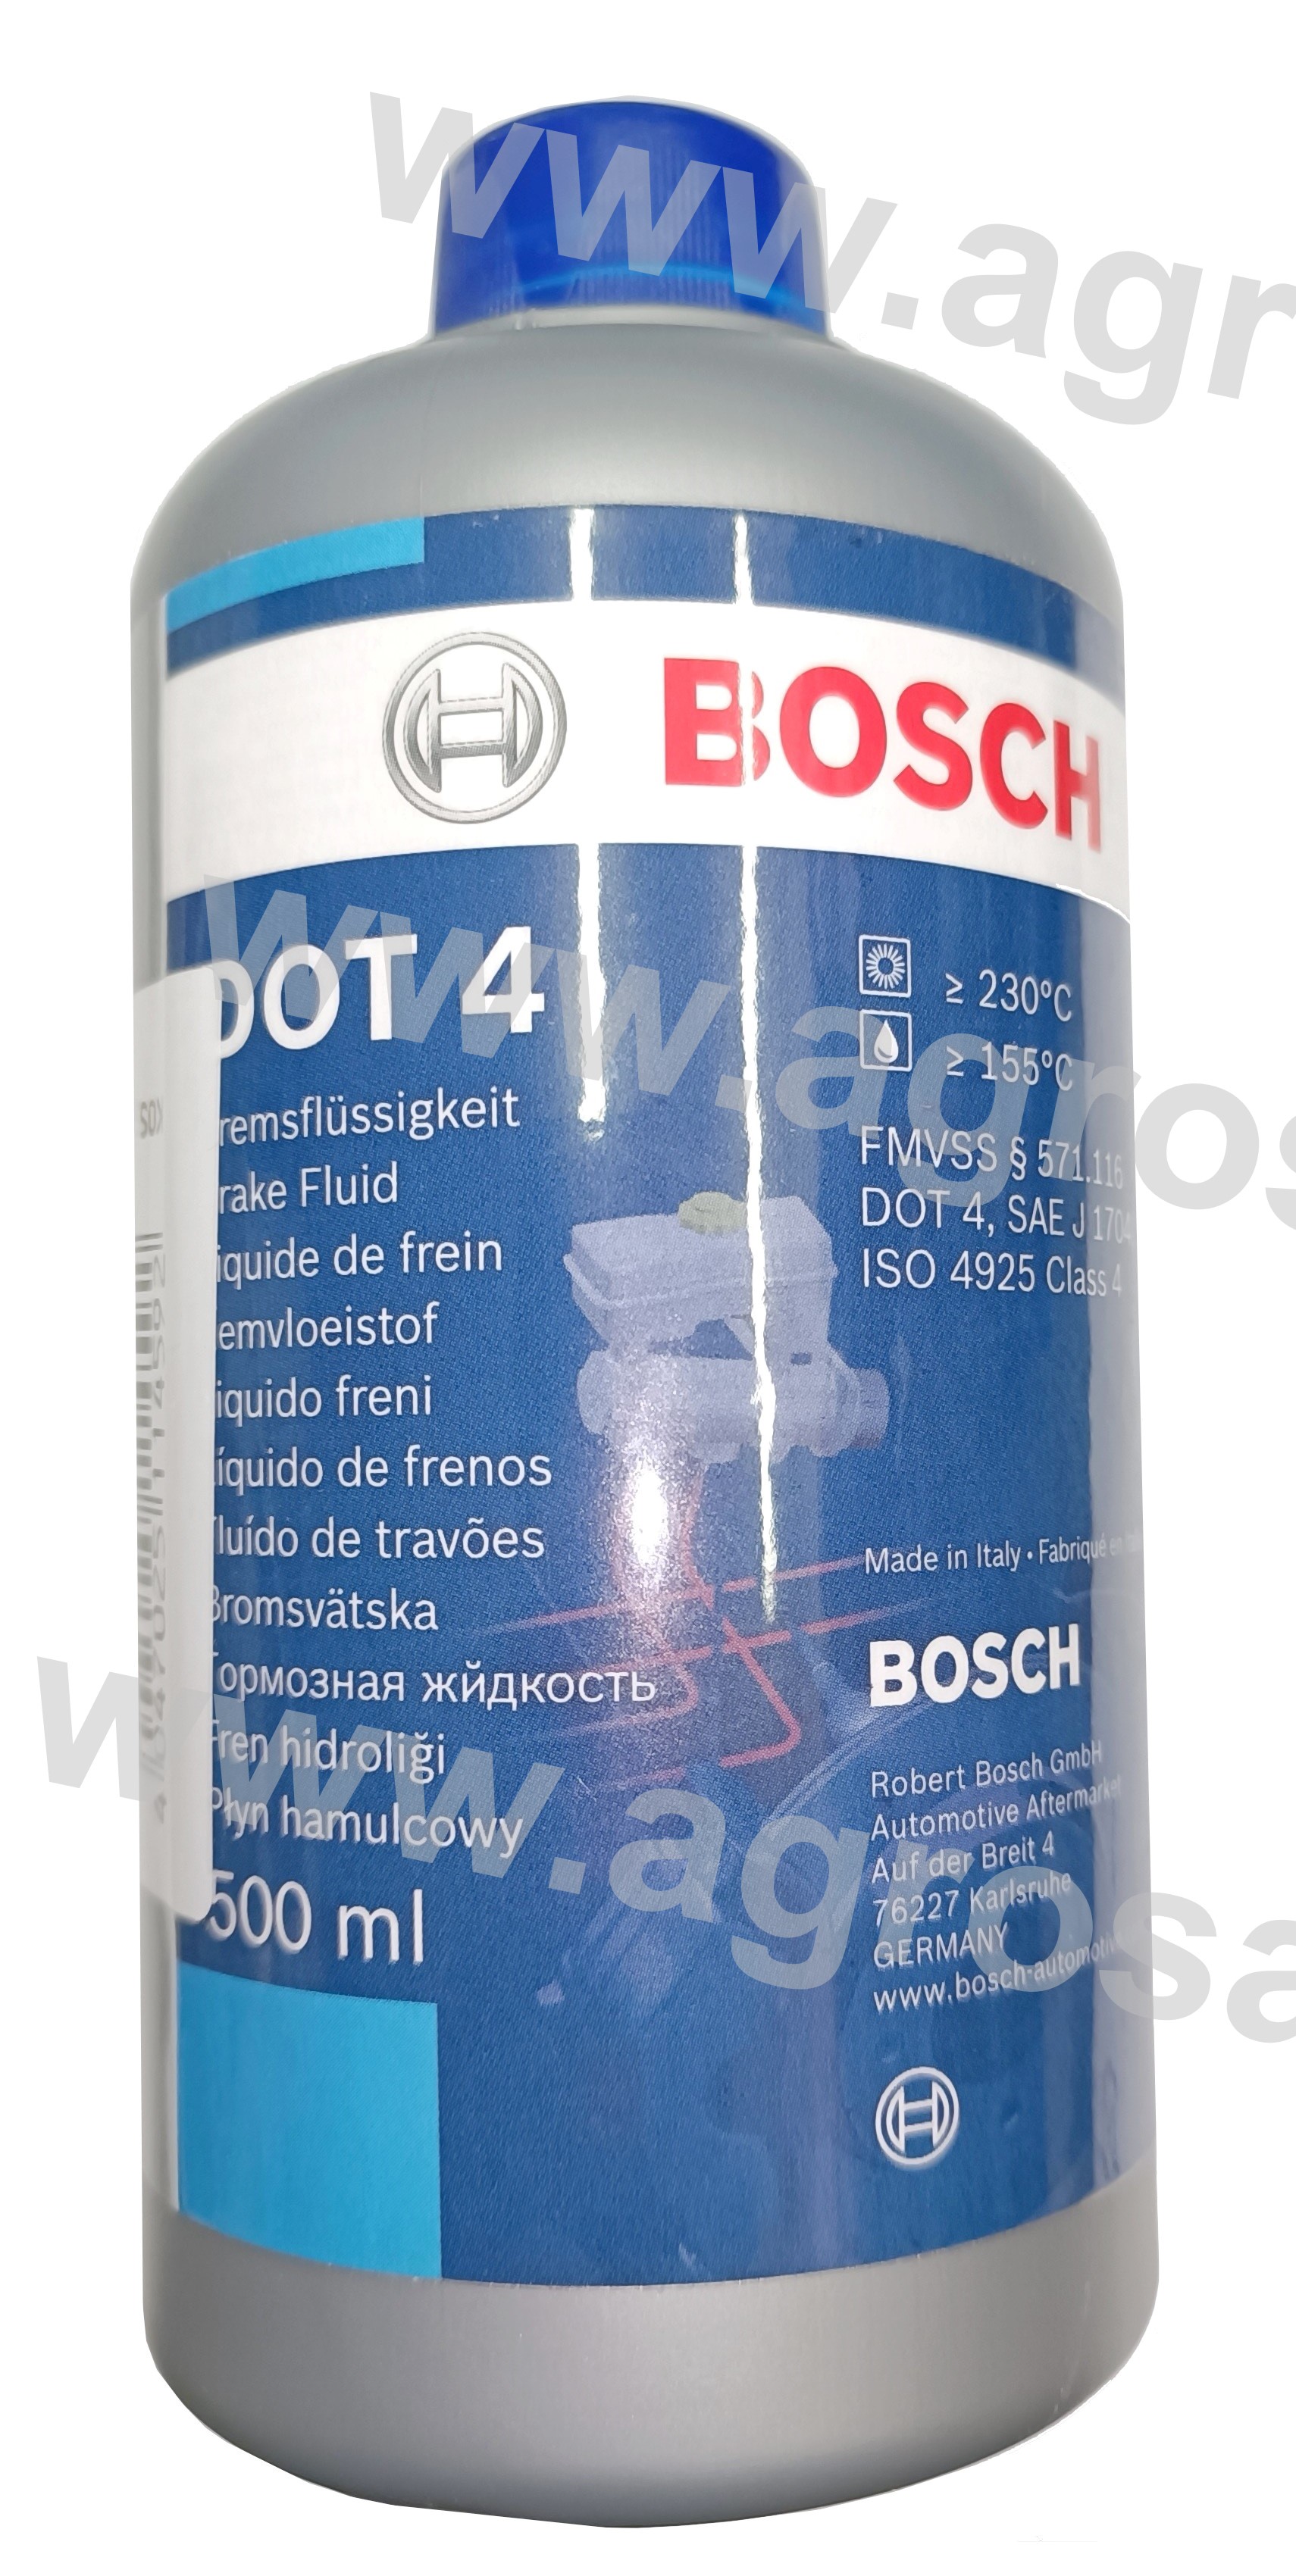 www.agr
BOSCH
www.agros
DOT 4
≥ 230°C
≥ 155°C
remsflüssigkeit
rake Fluid
iquide de frein
emvloeistof
iquido freni
íquido de frenos
luído de travões
Bromsvätska
ормозная жйдкость
Fren hidroliği
Płyn hamulcowy
500 ml
FMVSS § 571.116
DOT 4, SAE J 1704
ISO 4925 Class 4
Made in Italy • Fabriqué en
BOSCH
Robert Bosch GmbH
Automotive Aftermarket
Auf der Breit 4
76227 Karlsruhe
GERMANY
www.bosch-automotiv
www.agrosa